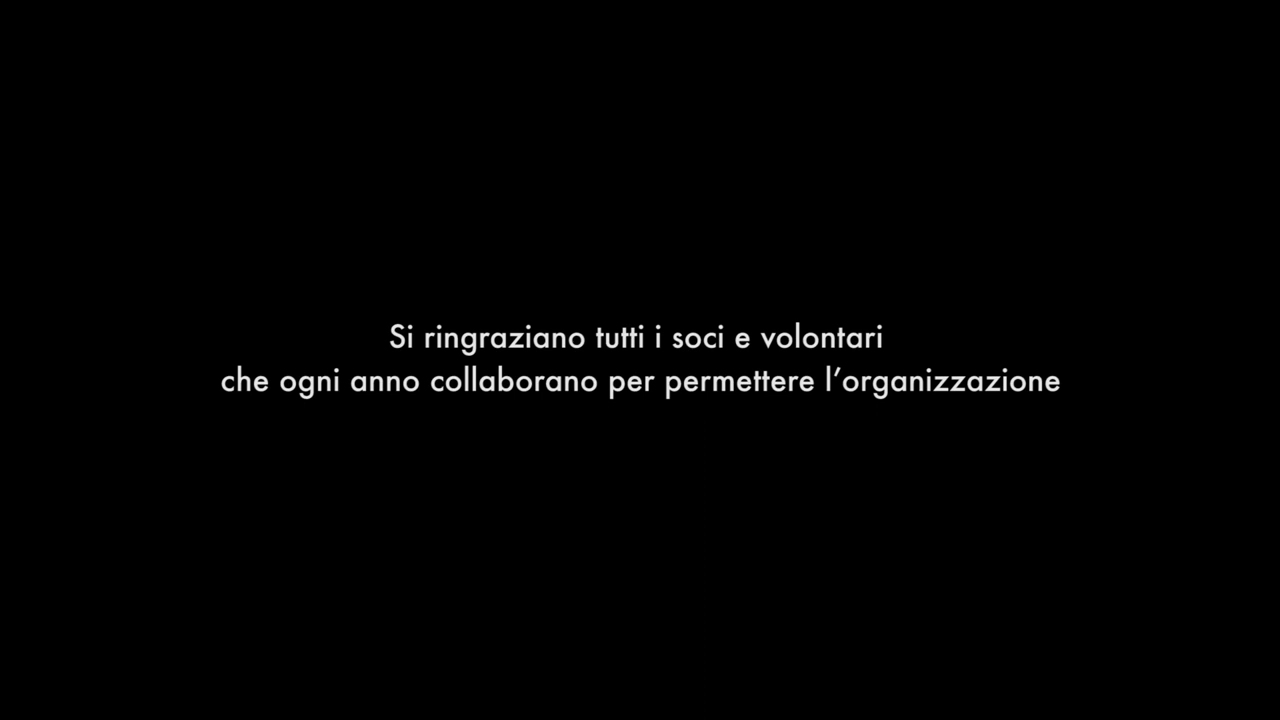 Si ringraziano tutti i soci e volontari
che ogni anno collaborano per permettere l’organizzazione